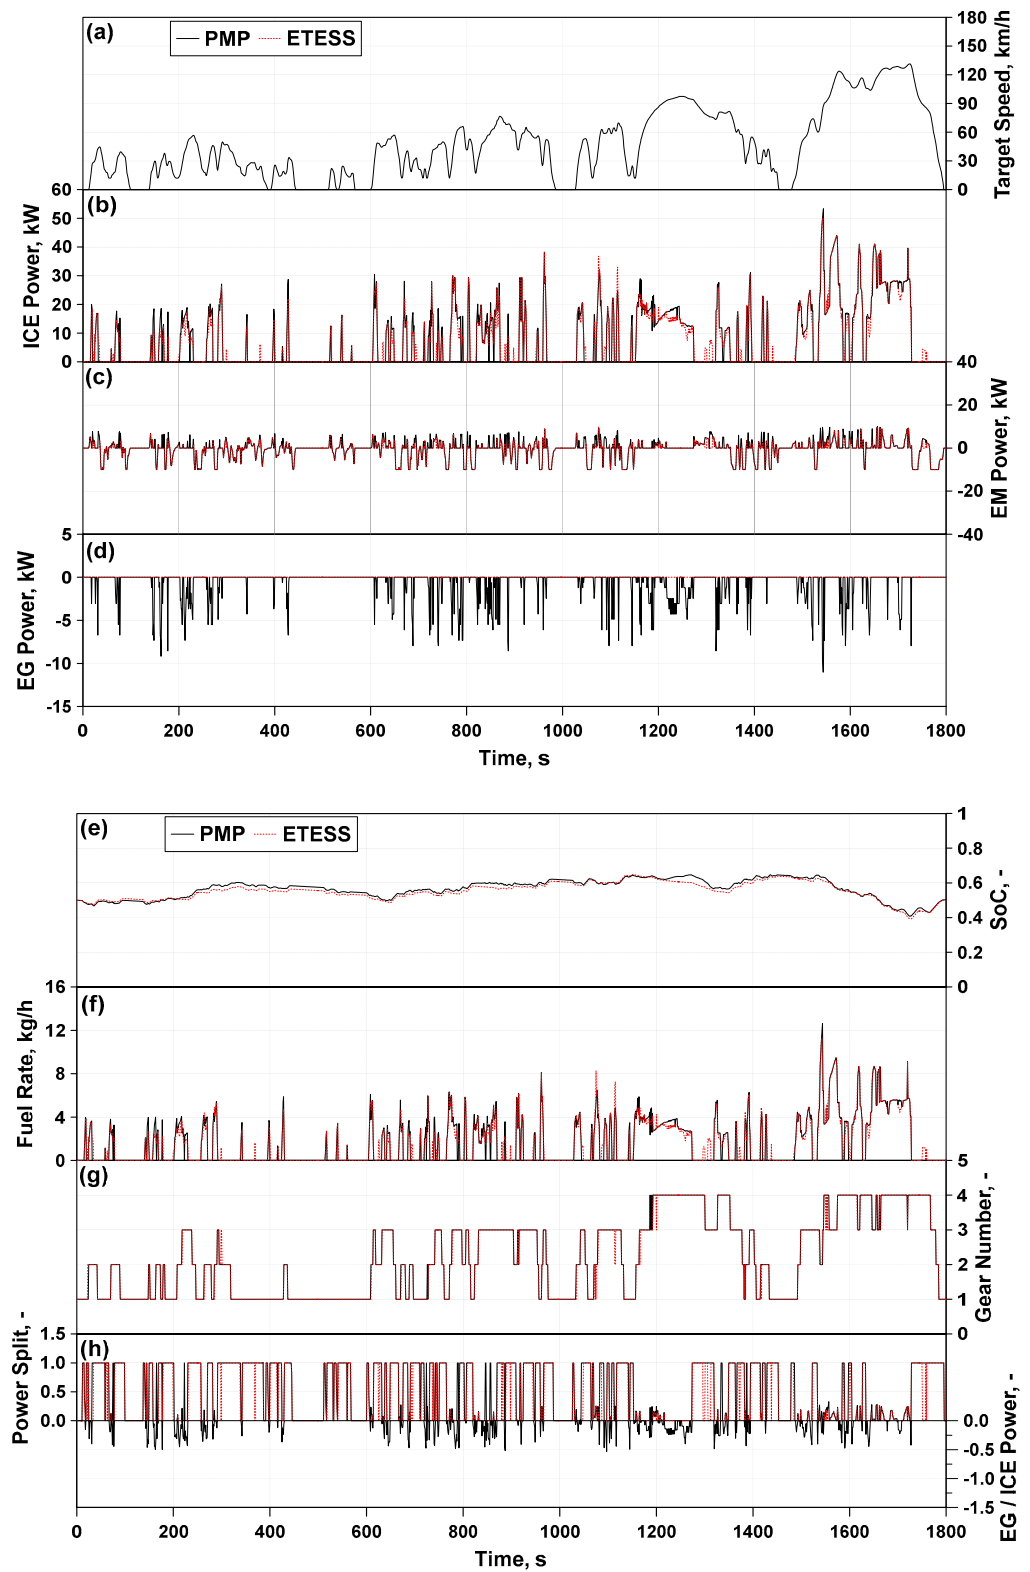 (a)
PMP ETESS
180
150
120
90
60
30
0
Target Speed, km/h
(b)
60
50
40
30
20
10
0
ICE Power, kW
(c)
40
20
0
-20
-40
EM Power, kW
(d)
5
0
-5
-10
-15
EG Power, kW
0 200 400 600 800 1000 1200 1400 1600 1800
Time, s
(e)
PMP ETESS
1
0.8
0.6
0.4
0.2
0
SoC, -
(f)
16
12
8
4
0
Fuel Rate, kg/h
(g)
5
4
3
2
1
0
Gear Number, -
(h)
1.5
1.0
0.5
0.0
Power Split, -
0.0
-0.5
-1.0
-1.5
EG / ICE Power, -
0 200 400 600 800 1000 1200 1400 1600 1800
Time, s